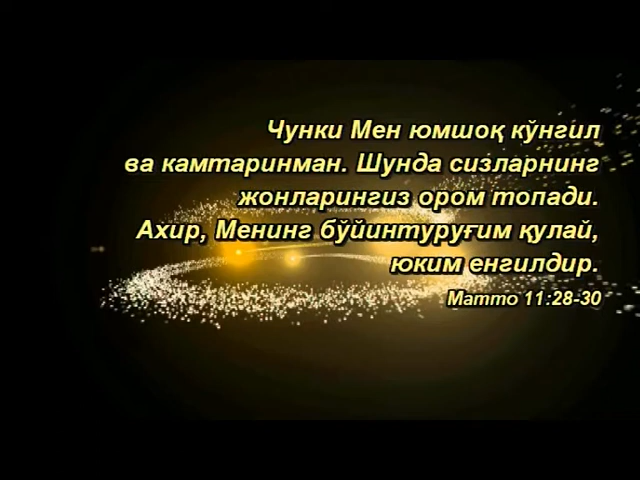 Чунки Мен юмшоқ кўнгил
ва камтаринман. Шунда сизларнинг
жонларингиз ором топади.
Ахир, Менинг бўйинтуруғим қулай,
юким енгилдир.
Матто 11:28-30